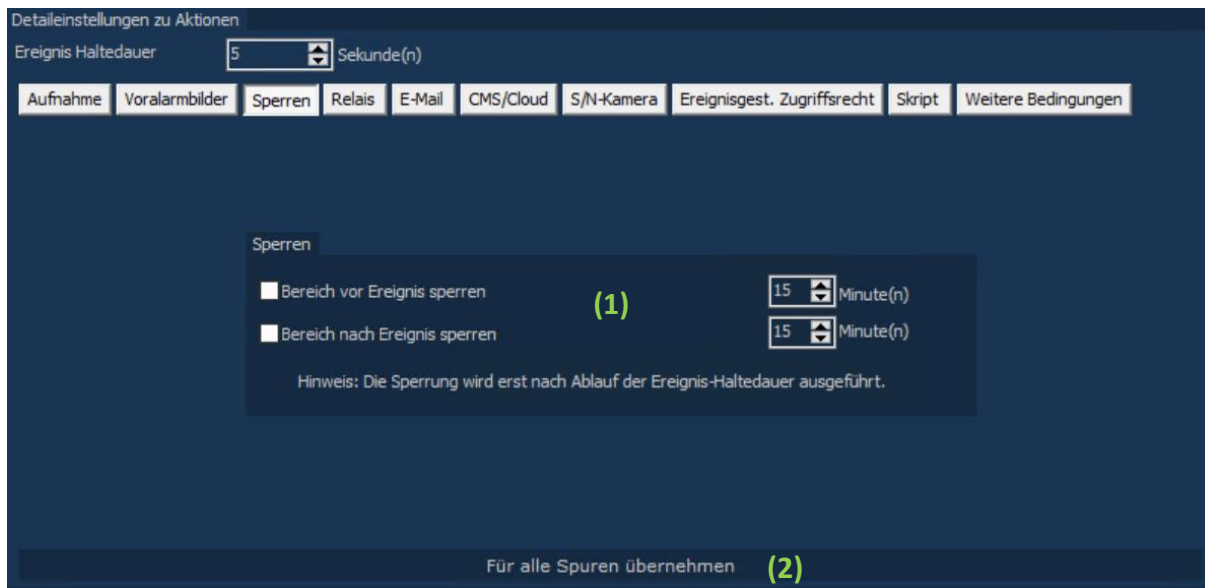 Detaileinstellungen zu Aktionen
Ereignis Haltedauer 5 Sekunde(n)
Aufnahme Voralarmbilder Sperren Relais E-Mail CMS/Cloud S/N-Kamera Ereignisgest. Zugriffsrecht Skript Weitere Bedingungen
Sperren
Bereich vor Ereignis sperren 15 Minute(n)
(1)
Bereich nach Ereignis sperren 15 Minute(n)
Hinweis: Die Sperrung wird erst nach Ablauf der Ereignis-Haltedauer ausgeführt.
Für alle Spuren übernehmen (2)